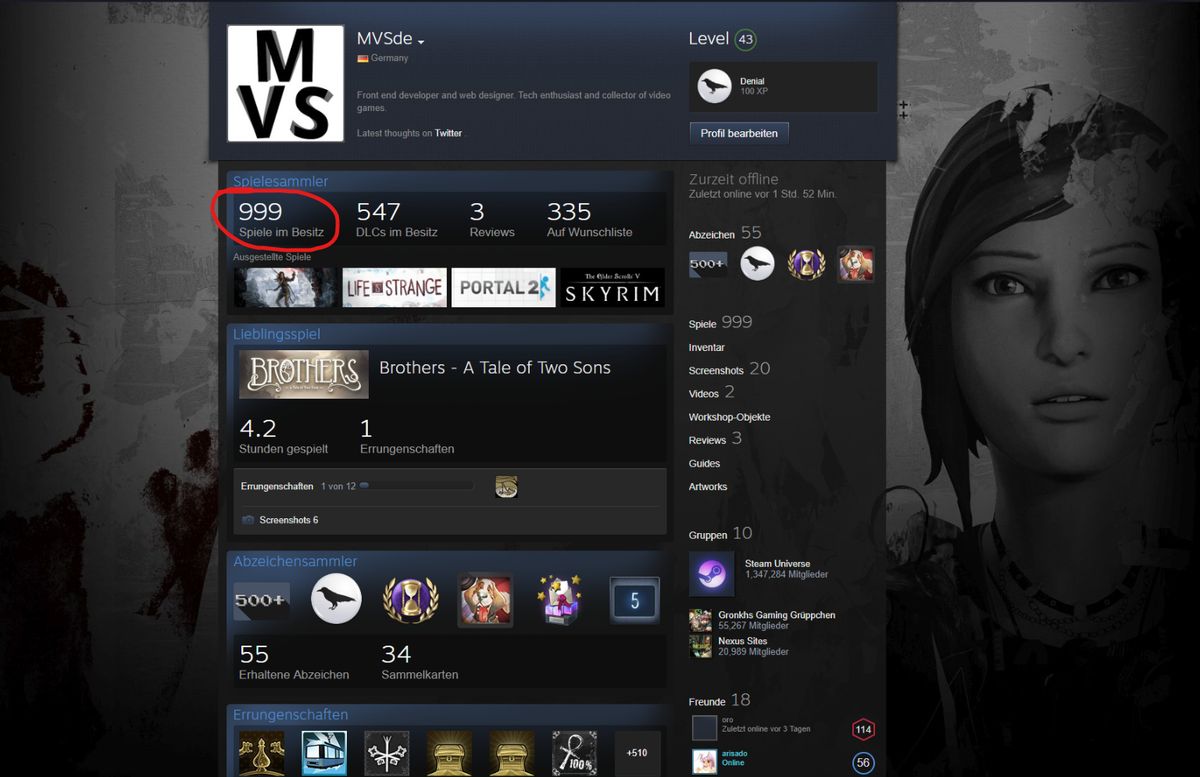 MVS
MVSde
Germany
Front end developer and web designer. Tech enthusiast and collector of video
games.
Latest thoughts on Twitter .
Level 43
Denial
100 XP
Profil bearbeiten
Spielesammler
999
Spiele im Besitz
547
DLCs im Besitz
3
Reviews
335
Auf Wunschliste
Ausgestellte Spiele
LIFE IS STRANGE
PORTAL 2
The Elder Scrolls V
SKYRIM
Lieblingsspiel
BROTHERS
Brothers - A Tale of Two Sons
4.2
Stunden gespielt
1
Errungenschaften
Errungenschaften 1 von 12
Screenshots 6
Abzeichensammler
500+
5
55
Erhaltene Abzeichen
34
Sammelkarten
Errungenschaften
100%
+510
Zurzeit offline
Zuletzt online vor 1 Std. 52 Min.
Abzeichen 55
500+
Spiele 999
Inventar
Screenshots 20
Videos 2
Workshop-Objekte
Reviews 3
Guides
Artworks
Gruppen 10
Steam Universe
1,347,284 Mitglieder
Gronkhs Gaming Grüppchen
55,267 Mitglieder
Nexus Sites
20,989 Mitglieder
Freunde 18
oro
Zuletzt online vor 3 Tagen
114
arisado
Online
56